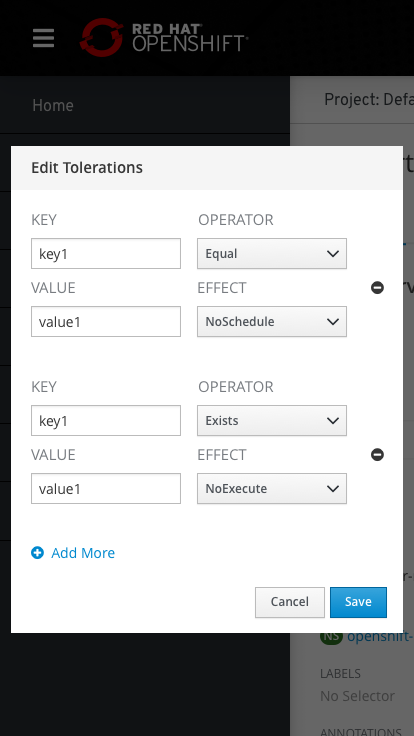 RED HAT
OPENSHIFT
Home
Project: Defa
Edit Tolerations
KEY OPERATOR
key1 Equal
VALUE EFFECT
value1 NoSchedule
KEY OPERATOR
key1 Exists
VALUE EFFECT
value1 NoExecute
Add More
Cancel Save
NS openshift-
LABELS
No Selector
ANNOTATIONS